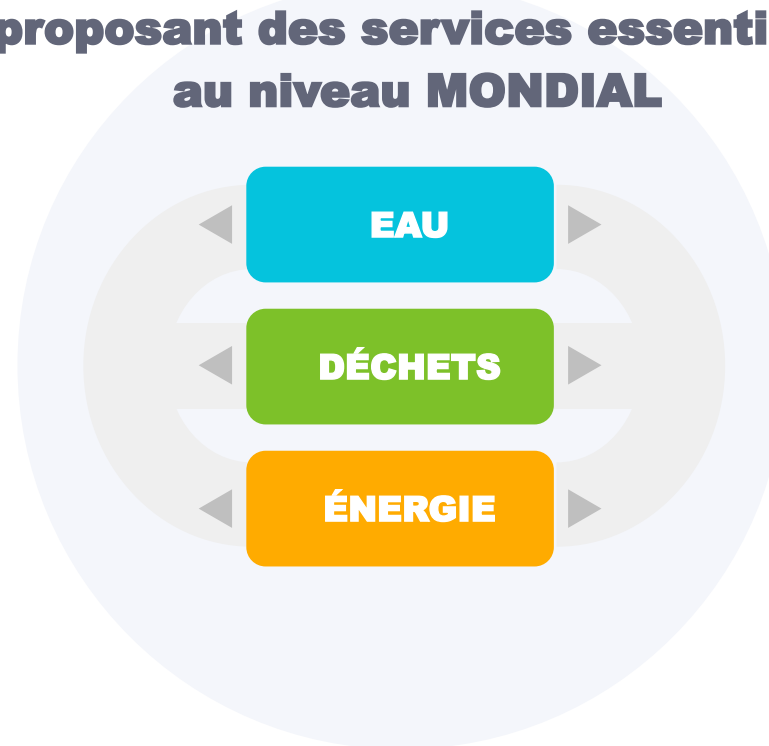 proposant des services essenti
au niveau MONDIAL
EAU
DÉCHETS
ÉNERGIE